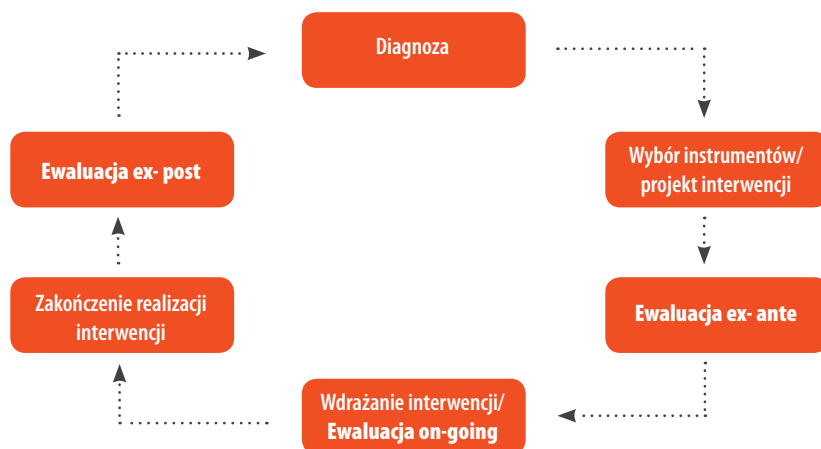 Diagnoza
Wybór instrumentów/
projekt interwencji
Ewaluacja ex- ante
Wdrażanie interwencji/
Ewaluacja on-going
Zakończenie realizacji
interwencji
Ewaluacja ex- post